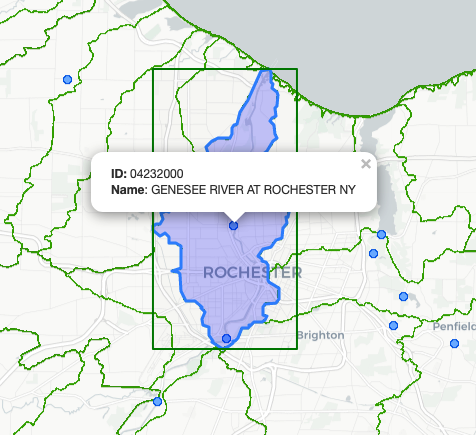 ×
ID: 04232000
Name: GENESEE RIVER AT ROCHESTER NY
ROCHESTER
Brighton
Penfield